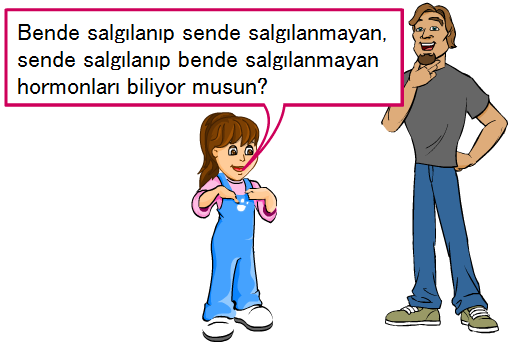 Bende salgılanıp sende salgılanmayan,
sende salgılanıp bende salgılanmayan
hormonları biliyor musun?